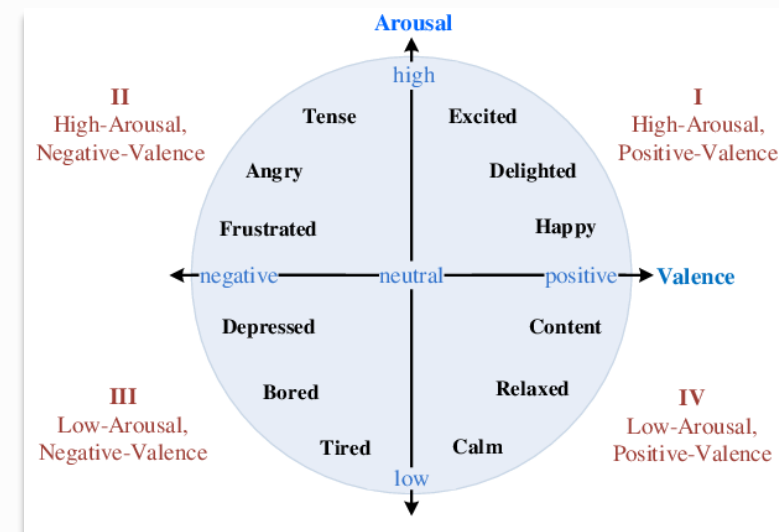 Arousal
high
II
High-Arousal,
Negative-Valence
I
High-Arousal,
Positive-Valence
Tense
Excited
Angry
Delighted
Frustrated
Happy
negative
neutral
positive
Valence
Depressed
Content
Bored
Relaxed
Tired
Calm
III
Low-Arousal,
Negative-Valence
IV
Low-Arousal,
Positive-Valence
low